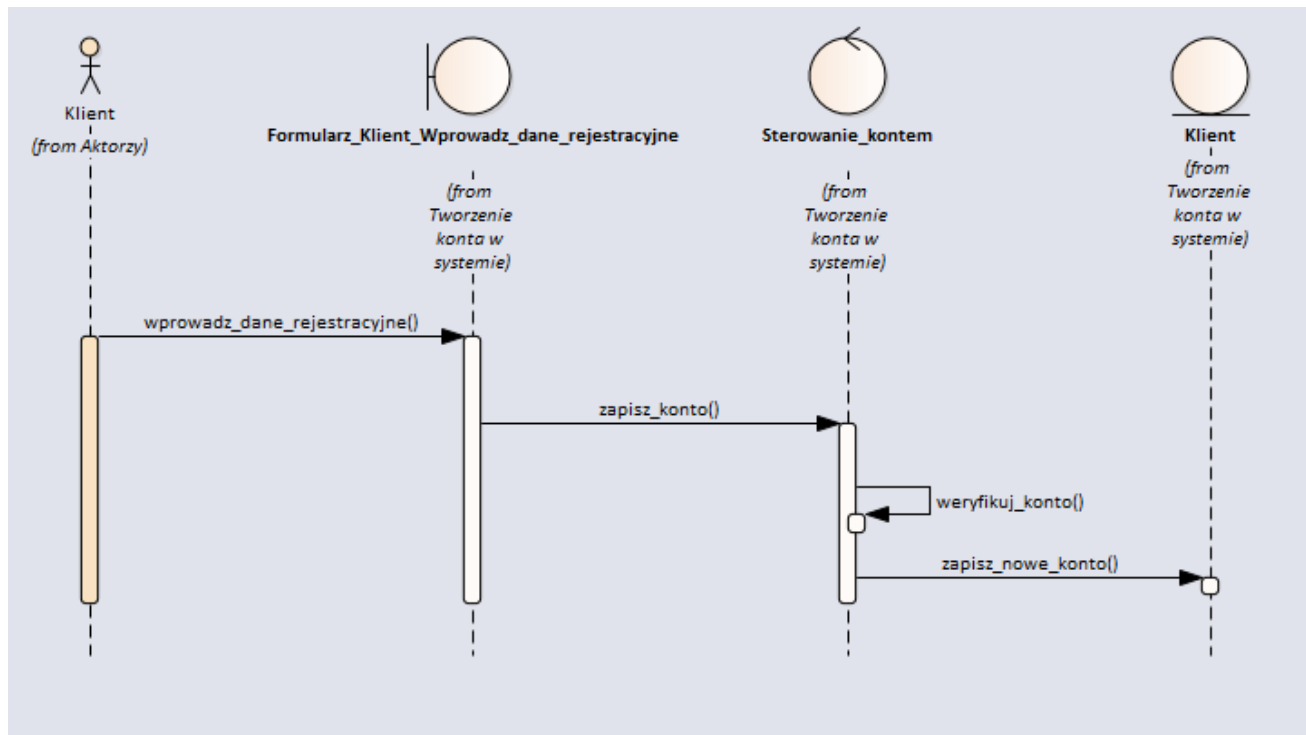 Klient
(from Aktorzy)
Formularz_Klient_Wprowadz_dane_rejestracyjne
(from
Tworzenie
konta w
systemie)
Sterowanie_kontem
(from
Tworzenie
konta w
systemie)
Klient
(from
Tworzenie
konta w
systemie)
wprowadz_dane_rejestracyjne()
zapisz_konto()
weryfikuj_konto()
zapisz_nowe_konto()